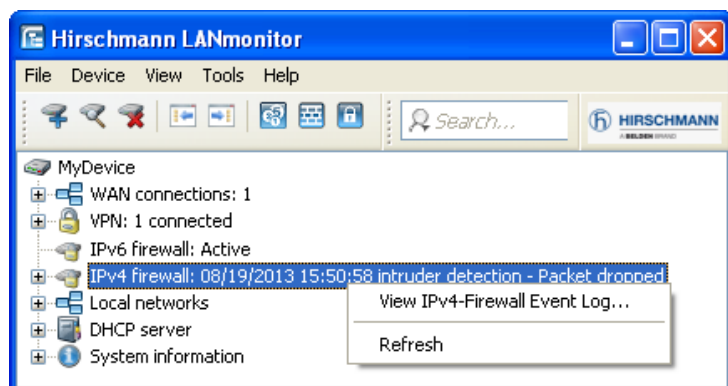 Hirschmann LANmonitor
File Device View Tools Help
Search...
HIRSCHMANN
A BELDEN BRAND
MyDevice
WAN connections: 1
VPN: 1 connected
IPv6 firewall: Active
IPv4 firewall: 08/19/2013 15:50:58 intruder detection - Packet dropped
View IPv4-Firewall Event Log...
Local networks
DHCP server
Refresh
System information